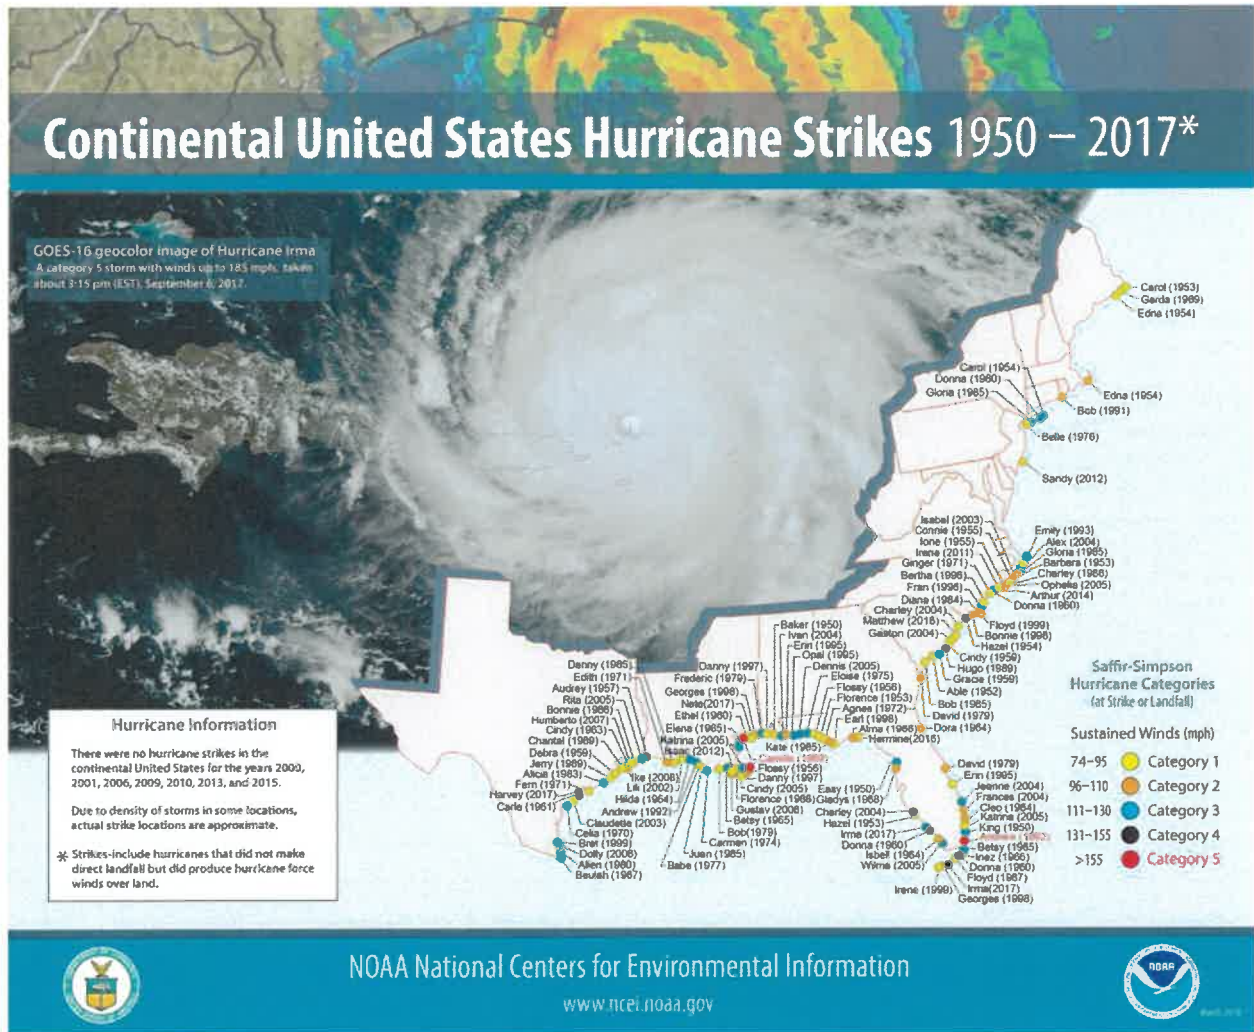 Continental United States Hurricane Strikes 1950 – 2017*
GOES-16 geocolor image of Hurricane Irma
A category 5 storm with winds up to 185 mph, taken
about 3:15 pm (EST), September 6, 2017.
Carol (1953)
Gerda (1969)
Edna (1954)
Carol (1954)
Donna (1960)
Gloria (1985)
Edna (1954)
Bob (1991)
Belle (1976)
Sandy (2012)
Isabel (2003)
Connie (1955)
Ione (1955)
Irene (2011)
Ginger (1971)
Bertha (1996)
Fran (1996)
Diana (1984)
Charley (2004)
Matthew (2016)
Gaston (2004)
Emily (1993)
Alex (2004)
Gloria (1985)
Barbara (1953)
Charley (1986)
Ophelia (2005)
Arthur (2014)
Donna (1960)
Floyd (1999)
Bonnie (1998)
Hazel (1954)
Cindy (1959)
Hugo (1989)
Gracie (1959)
Able (1952)
Bob (1985)
David (1979)
Dora (1964)
Baker (1950)
Ivan (2004)
Erin (1995)
Opal (1995)
Dennis (2005)
Eloise (1975)
Flossy (1956)
Florence (1953)
Agnes (1972)
Earl (1998)
Alma (1966)
Hermine(2016)
Kate (1985)
Danny (1997)
Frederic (1979)
Georges (1998)
Nate(2017)
Ethel (1960)
Elena (1985)
Katrina (2005)
Isaac (2012)
Danny (1985)
Edith (1971)
Audrey (1957)
Rita (2005)
Bonnie (1986)
Humberto (2007)
Cindy (1963)
Chantal (1989)
Debra (1959)
Jerry (1989)
Alicia (1983)
Fern (1971)
Harvey (2017)
Carla (1961)
Ike (2008)
Lili (2002)
Hilda (1964)
Andrew (1992)
Claudette (2003)
Celia (1970)
Bret (1999)
Dolly (2008)
Allen (1980)
Beulah (1967)
Flossy (1956)
Danny (1997)
Cindy (2005)
Florence (1988)
Gustav (2008)
Betsy (1965)
Bob(1979)
Carmen (1974)
Juan (1985)
Babe (1977)
Easy (1950)
Gladys (1968)
Charley (2004)
Hazel (1953)
Irma (2017)
Donna (1960)
Isbell (1964)
Wilma (2005)
Irene (1999)
David (1979)
Erin (1995)
Jeanne (2004)
Frances (2004)
Cleo (1964)
Katrina (2005)
King (1950)
Betsy (1965)
Inez (1966)
Donna (1960)
Floyd (1987)
Irma(2017)
Georges (1998)
Saffir-Simpson
Hurricane Categories
(at Strike or Landfall)
Sustained Winds (mph)
74–95 Category 1
96–110 Category 2
111–130 Category 3
131–155 Category 4
>155 Category 5
Hurricane Information
There were no hurricane strikes in the
continental United States for the years 2000,
2001, 2006, 2009, 2010, 2013, and 2015.
Due to density of storms in some locations,
actual strike locations are approximate.
* Strikes-include hurricanes that did not make
direct landfall but did produce hurricane force
winds over land.
NOAA National Centers for Environmental Information
www.ncei.noaa.gov
NOAA